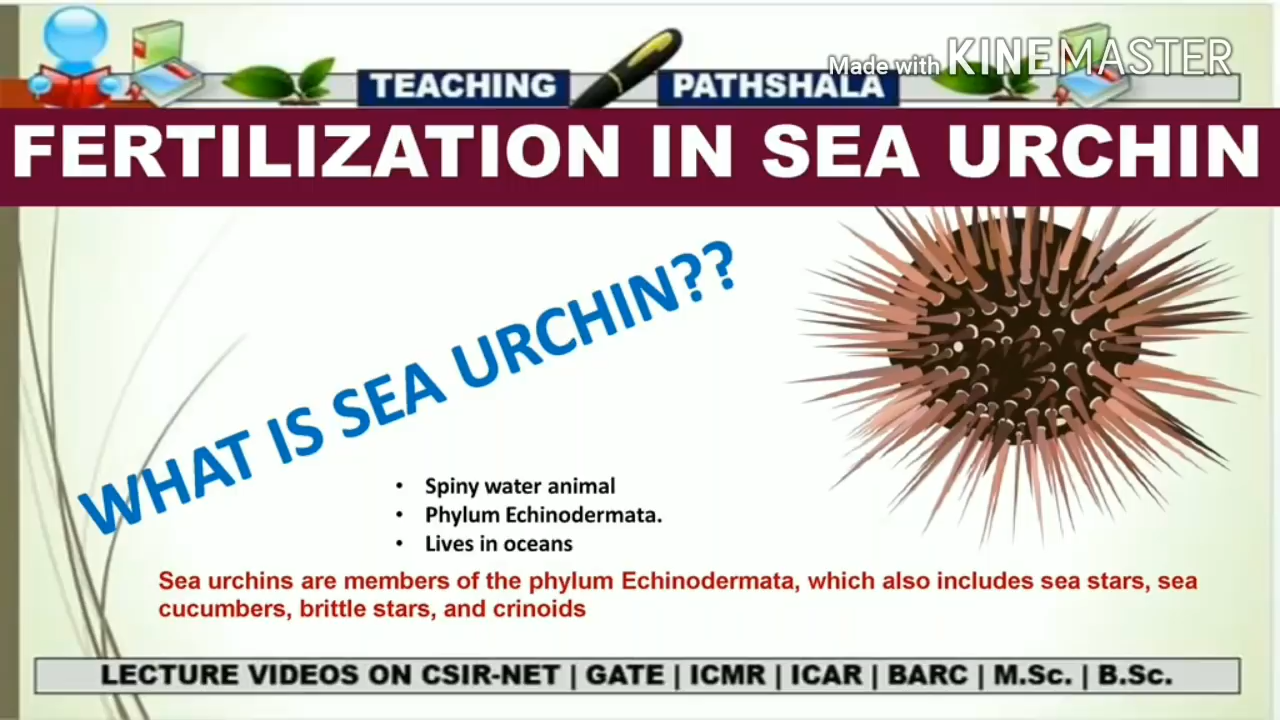 Made with KINEMASTER
TEACHING PATHSHALA
FERTILIZATION IN SEA URCHIN
WHAT IS SEA URCHIN??
• Spiny water animal
• Phylum Echinodermata.
• Lives in oceans
Sea urchins are members of the phylum Echinodermata, which also includes sea stars, sea
cucumbers, brittle stars, and crinoids
LECTURE VIDEOS ON CSIR-NET | GATE | ICMR | ICAR | BARC | M.Sc. | B.Sc.